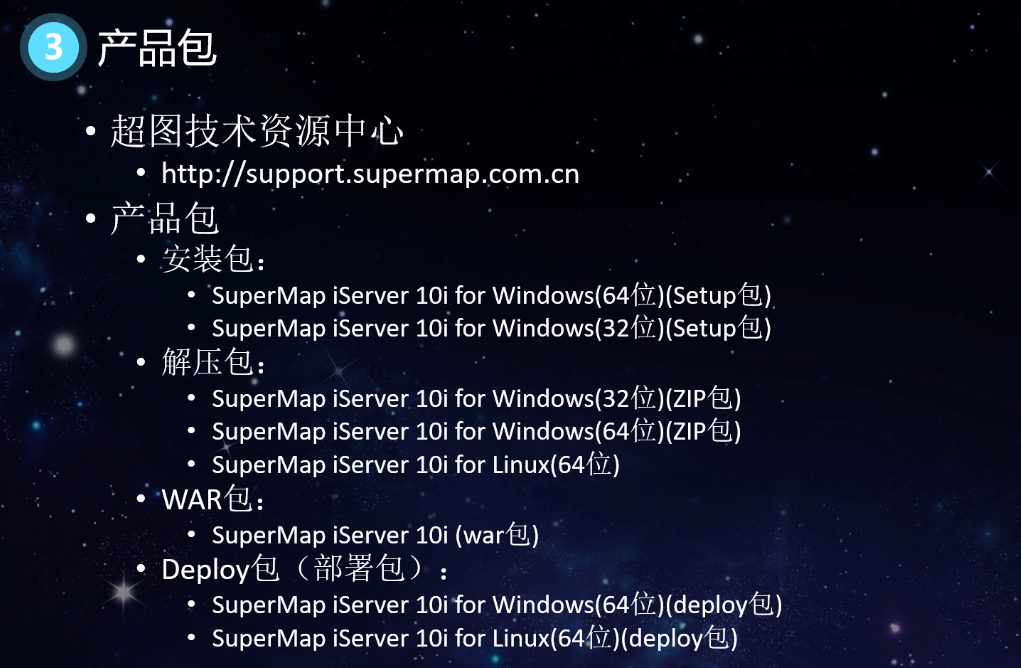 3 产品包
• 超图技术资源中心
• http://support.supermap.com.cn
• 产品包
• 安装包：
• SuperMap iServer 10i for Windows(64位)(Setup包)
• SuperMap iServer 10i for Windows(32位)(Setup包)
• 解压包：
• SuperMap iServer 10i for Windows(32位)(ZIP包)
• SuperMap iServer 10i for Windows(64位)(ZIP包)
• SuperMap iServer 10i for Linux(64位)
• WAR包：
• SuperMap iServer 10i (war包)
• Deploy包（部署包）：
• SuperMap iServer 10i for Windows(64位)(deploy包)
• SuperMap iServer 10i for Linux(64位)(deploy包)